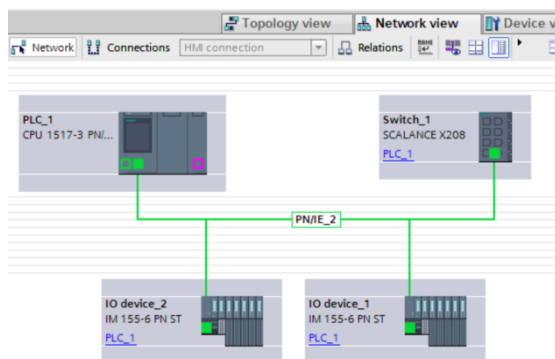 Topology view
Network view
Device v
Network
Connections
HMI connection
Relations
PLC_1
CPU 1517-3 PN/...
Switch_1
SCALANCE X208
PLC_1
PN/IE_2
IO device_2
IM 155-6 PN ST
PLC_1
IO device_1
IM 155-6 PN ST
PLC_1